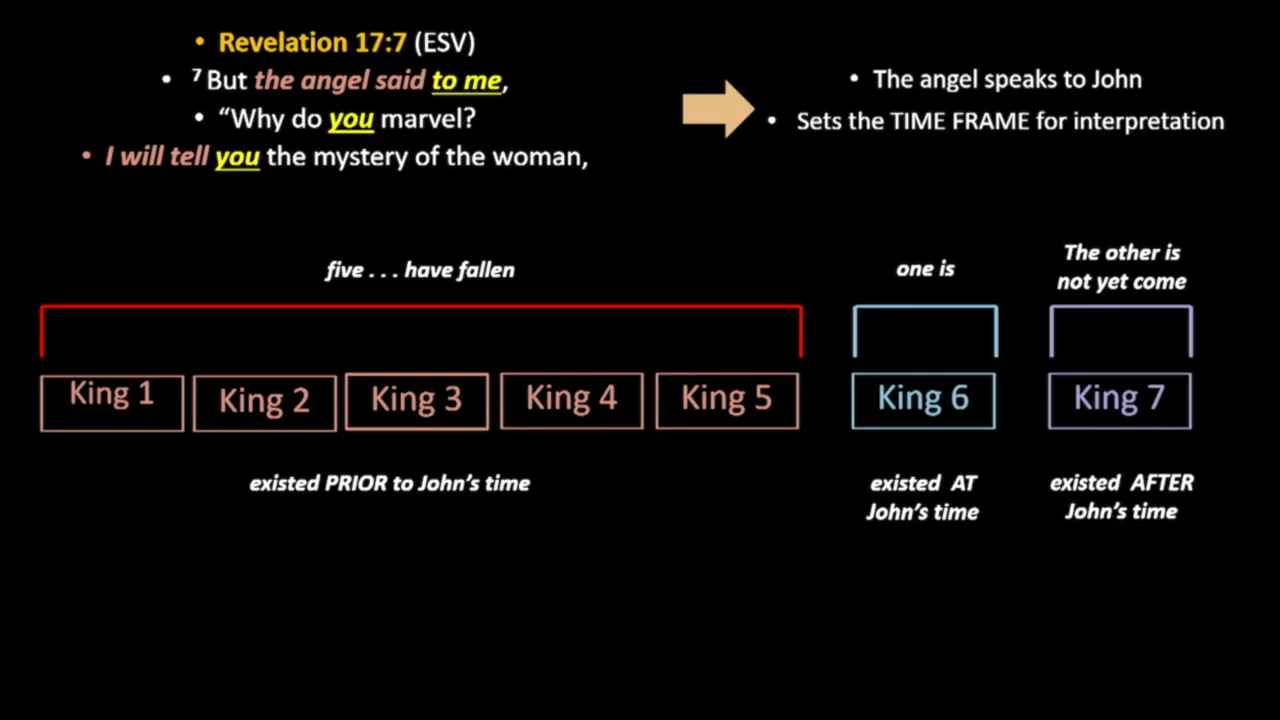 • Revelation 17:7 (ESV)
• ⁷ But the angel said to me,
• “Why do you marvel?
• I will tell you the mystery of the woman,
• The angel speaks to John
• Sets the TIME FRAME for interpretation
five . . . have fallen
one is
The other is
not yet come
King 1
King 2
King 3
King 4
King 5
King 6
King 7
existed PRIOR to John’s time
existed AT
John’s time
existed AFTER
John’s time